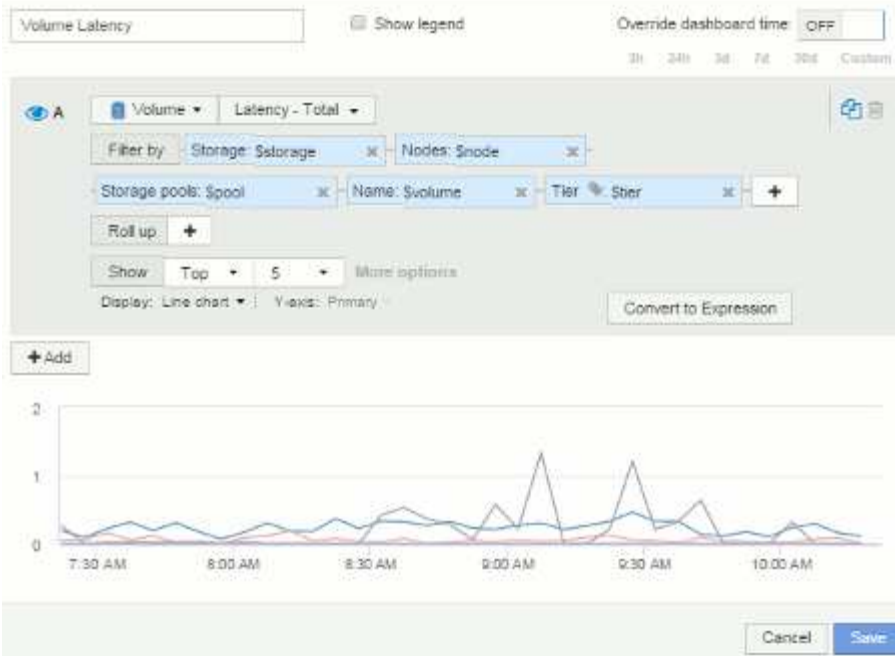 Volume Latency
Show legend
Override dashboard time: OFF
3h 24h 3d 7d 30d Custom
A Volume Latency - Total
Filter by Storage: $storage Nodes: $node
Storage pools: $pool Name: $volume Tier $tier +
Roll up +
Show Top 5 More options
Display: Line chart Y-axis: Primary
Convert to Expression
+ Add
2
1
0
7:30 AM 8:00 AM 8:30 AM 9:00 AM 9:30 AM 10:00 AM
Cancel Save